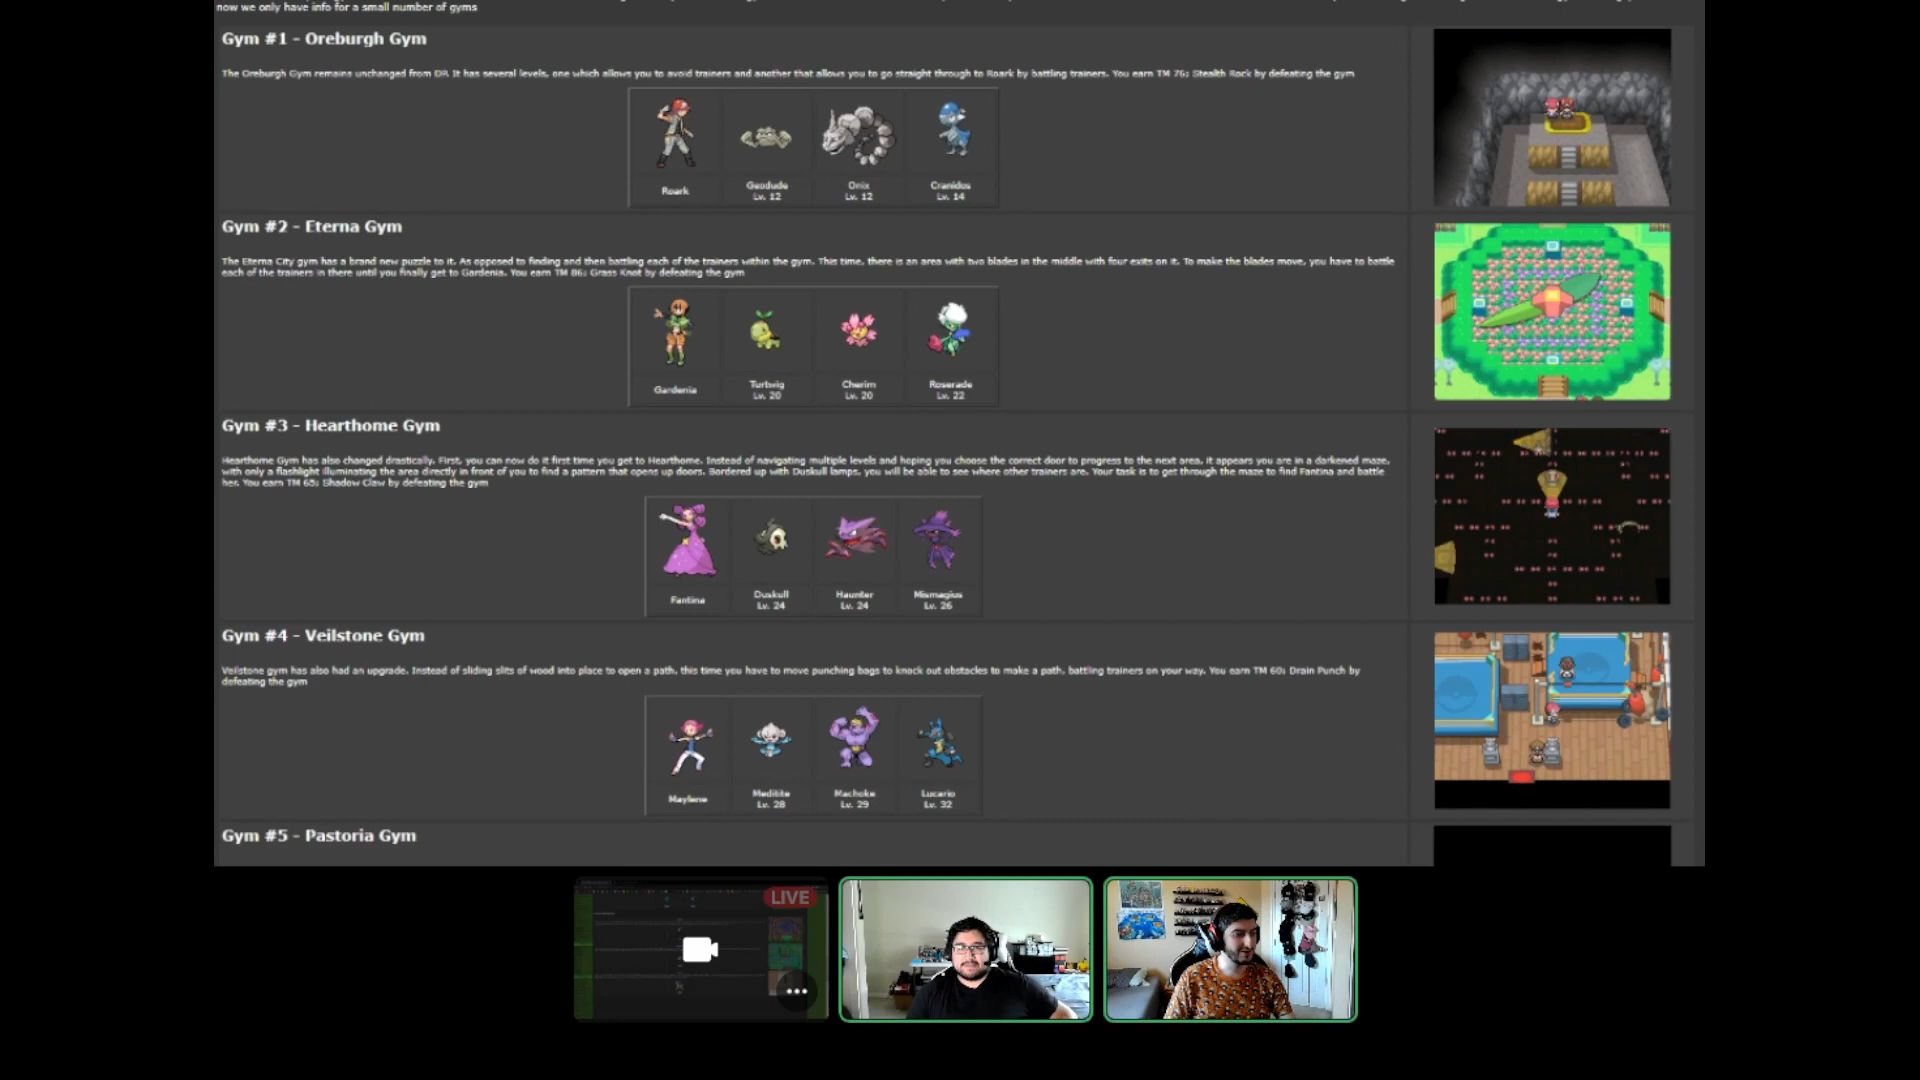 now we only have info for a small number of gyms
Gym #1 - Oreburgh Gym
The Oreburgh Gym remains unchanged from DP. It has several levels, one which allows you to avoid trainers and another that allows you to go straight through to Roark by battling trainers. You earn TM 76: Stealth Rock by defeating the gym
Roark
Geodude
Lv. 12
Onix
Lv. 12
Cranidos
Lv. 14
Gym #2 - Eterna Gym
The Eterna City gym has a brand new puzzle to it. As opposed to finding and then battling each of the trainers within the gym. This time, there is an area with two blades in the middle with four exits on it. To make the blades move, you have to battle
each of the trainers in there until you finally get to Gardenia. You earn TM 86: Grass Knot by defeating the gym
Gardenia
Turtwig
Lv. 20
Cherim
Lv. 20
Roserade
Lv. 22
Gym #3 - Hearthome Gym
Hearthome Gym has also changed drastically. First, you can now do it first time you get to Hearthome. Instead of navigating multiple levels and hoping you choose the correct door to progress to the next area, it appears you are in a darkened maze,
with only a flashlight illuminating the area directly in front of you to find a pattern that opens up doors. Bordered up with Duskull lamps, you will be able to see where other trainers are. Your task is to get through the maze to find Fantina and battle
her. You earn TM 65: Shadow Claw by defeating the gym
Fantina
Duskull
Lv. 24
Haunter
Lv. 24
Mismagius
Lv. 26
Gym #4 - Veilstone Gym
Veilstone gym has also had an upgrade. Instead of sliding slits of wood into place to open a path, this time you have to move punching bags to knock out obstacles to make a path, battling trainers on your way. You earn TM 60: Drain Punch by
defeating the gym
Maylene
Meditite
Lv. 28
Machoke
Lv. 29
Lucario
Lv. 32
Gym #5 - Pastoria Gym
LIVE